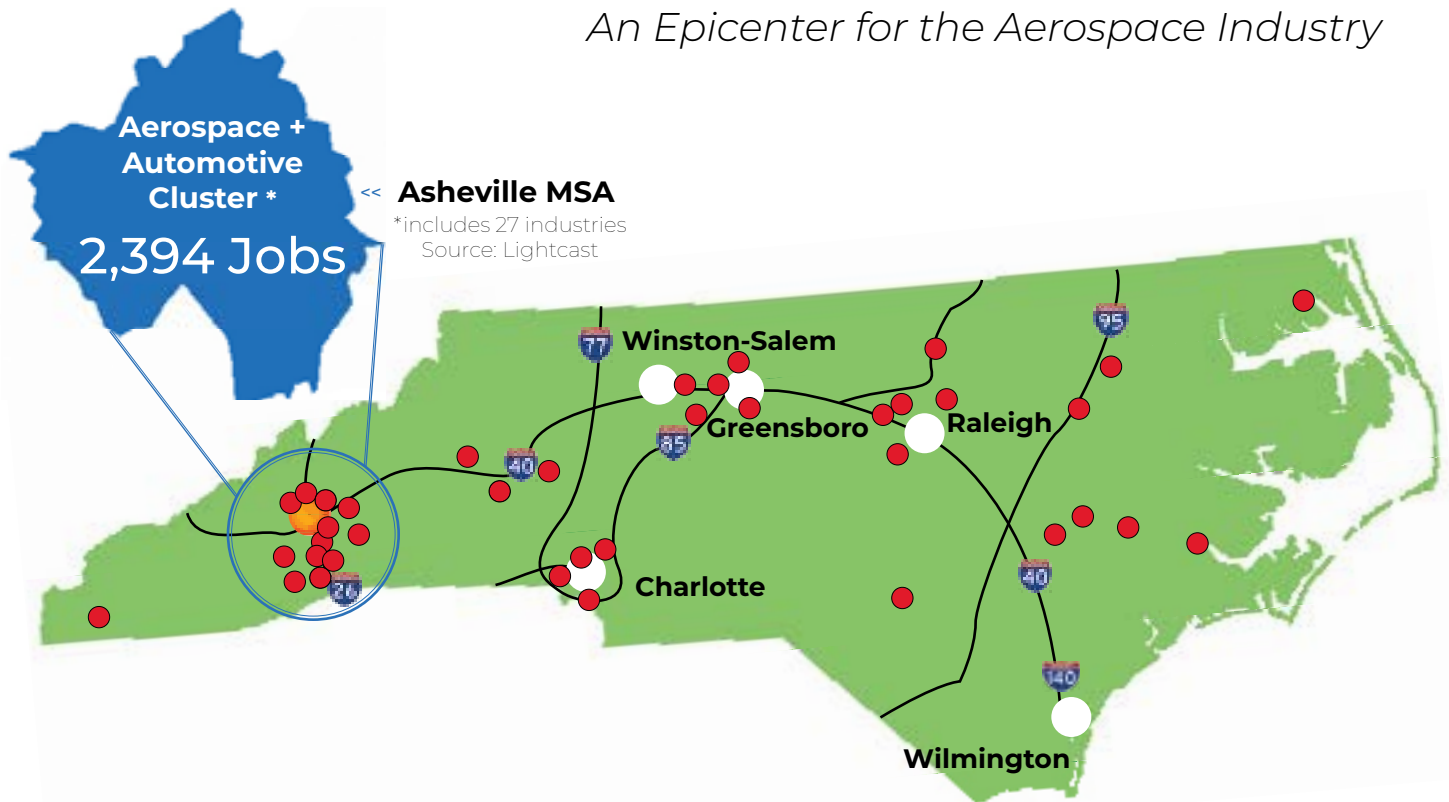 An Epicenter for the Aerospace Industry
Aerospace +
Automotive
Cluster *
2,394 Jobs
<< Asheville MSA
*includes 27 industries
Source: Lightcast
77
95
Winston-Salem
Greensboro
Raleigh
85
40
26
Charlotte
40
140
Wilmington